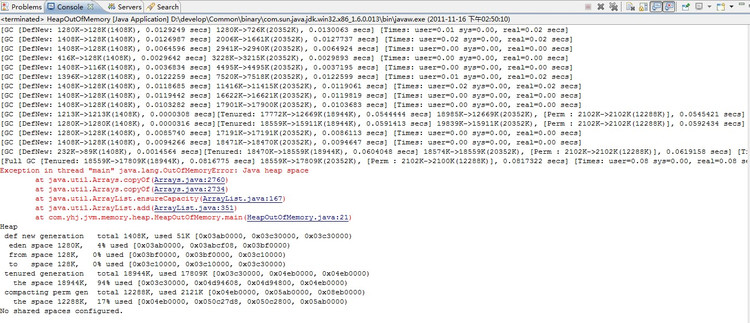 Problems @ Javadoc Declaration Console Search Debug
<terminated> HeapOutOfMemory [Java Application] D:\develop\Common\binary\com.sun.java.jdk.win32.x86_1.6.0.013\bin\javaw.exe (2011-11-16 下午02:50:10)
[GC [DefNew: 1280K->128K(1408K), 0.0129249 secs] 1280K->726K(20352K), 0.0130063 secs] [Times: user=0.01 sys=0.00, real=0.02 secs]
[GC [DefNew: 1408K->128K(1408K), 0.0126987 secs] 2006K->1661K(20352K), 0.0127742 secs] [Times: user=0.02 sys=0.00, real=0.02 secs]
[GC [DefNew: 1408K->128K(1408K), 0.0064596 secs] 2941K->2940K(20352K), 0.0064924 secs] [Times: user=0.02 sys=0.00, real=0.00 secs]
[GC [DefNew: 416K->128K(1408K), 0.0029642 secs] 3228K->3215K(20352K), 0.0029893 secs] [Times: user=0.00 sys=0.00, real=0.00 secs]
[GC [DefNew: 1408K->128K(1408K), 0.0036834 secs] 4495K->4495K(20352K), 0.0037195 secs] [Times: user=0.00 sys=0.00, real=0.00 secs]
[GC [DefNew: 1396K->128K(1408K), 0.0122259 secs] 7520K->7518K(20352K), 0.0122599 secs] [Times: user=0.01 sys=0.00, real=0.02 secs]
[GC [DefNew: 1408K->128K(1408K), 0.0118685 secs] 11416K->11415K(20352K), 0.0119061 secs] [Times: user=0.02 sys=0.00, real=0.02 secs]
[GC [DefNew: 1408K->128K(1408K), 0.0119442 secs] 16622K->16621K(20352K), 0.0119819 secs] [Times: user=0.00 sys=0.00, real=0.00 secs]
[GC [DefNew: 1408K->128K(1408K), 0.0103282 secs] 17901K->17900K(20352K), 0.0103683 secs] [Times: user=0.00 sys=0.00, real=0.00 secs]
[GC [DefNew: 1213K->1213K(1408K), 0.0000308 secs][Tenured: 17772K->12669K(18944K), 0.0544444 secs] 18985K->12669K(20352K), [Perm : 2102K->2102K(12288K)], 0.0545421 secs]
[GC [DefNew: 1280K->1280K(1408K), 0.0000316 secs][Tenured: 18559K->15911K(18944K), 0.0591413 secs] 19839K->15911K(20352K), [Perm : 2102K->2102K(12288K)], 0.0592434 secs]
[GC [DefNew: 1280K->128K(1408K), 0.0085740 secs] 17191K->17191K(20352K), 0.0086113 secs] [Times: user=0.00 sys=0.00, real=0.00 secs]
[GC [DefNew: 1408K->128K(1408K), 0.0094266 secs] 18471K->18470K(20352K), 0.0094647 secs] [Times: user=0.00 sys=0.00, real=0.00 secs]
[GC [DefNew: 232K->89K(1408K), 0.0014564 secs][Tenured: 18470K->18559K(18944K), 0.0604048 secs] 18574K->18559K(20352K), [Perm : 2102K->2102K(12288K)], 0.0619158 secs] [Ti
[Full GC [Tenured: 18559K->17809K(18944K), 0.0816775 secs] 18559K->17809K(20352K), [Perm : 2102K->2100K(12288K)], 0.0817322 secs] [Times: user=0.08 sys=0.00, real=0.08 s
Exception in thread "main" java.lang.OutOfMemoryError: Java heap space
at java.util.Arrays.copyOf(Arrays.java:2760)
at java.util.Arrays.copyOf(Arrays.java:2734)
at java.util.ArrayList.ensureCapacity(ArrayList.java:167)
at java.util.ArrayList.add(ArrayList.java:351)
at com.yhj.jvm.memory.heap.HeapOutOfMemory.main(HeapOutOfMemory.java:21)
Heap
def new generation total 1408K, used 51K [0x03ab0000, 0x03c30000, 0x03c30000)
eden space 1280K, 4% used [0x03ab0000, 0x03abcf08, 0x03bf0000)
from space 128K, 0% used [0x03bf0000, 0x03bf0000, 0x03c10000)
to space 128K, 0% used [0x03c10000, 0x03c10000, 0x03c30000)
tenured generation total 18944K, used 17809K [0x03c30000, 0x04eb0000, 0x04eb0000)
the space 18944K, 94% used [0x03c30000, 0x04d94608, 0x04d94800, 0x04eb0000)
compacting perm gen total 12288K, used 2121K [0x04eb0000, 0x05ab0000, 0x08eb0000)
the space 12288K, 17% used [0x04eb0000, 0x050c27d8, 0x050c2800, 0x05ab0000)
No shared spaces configured.